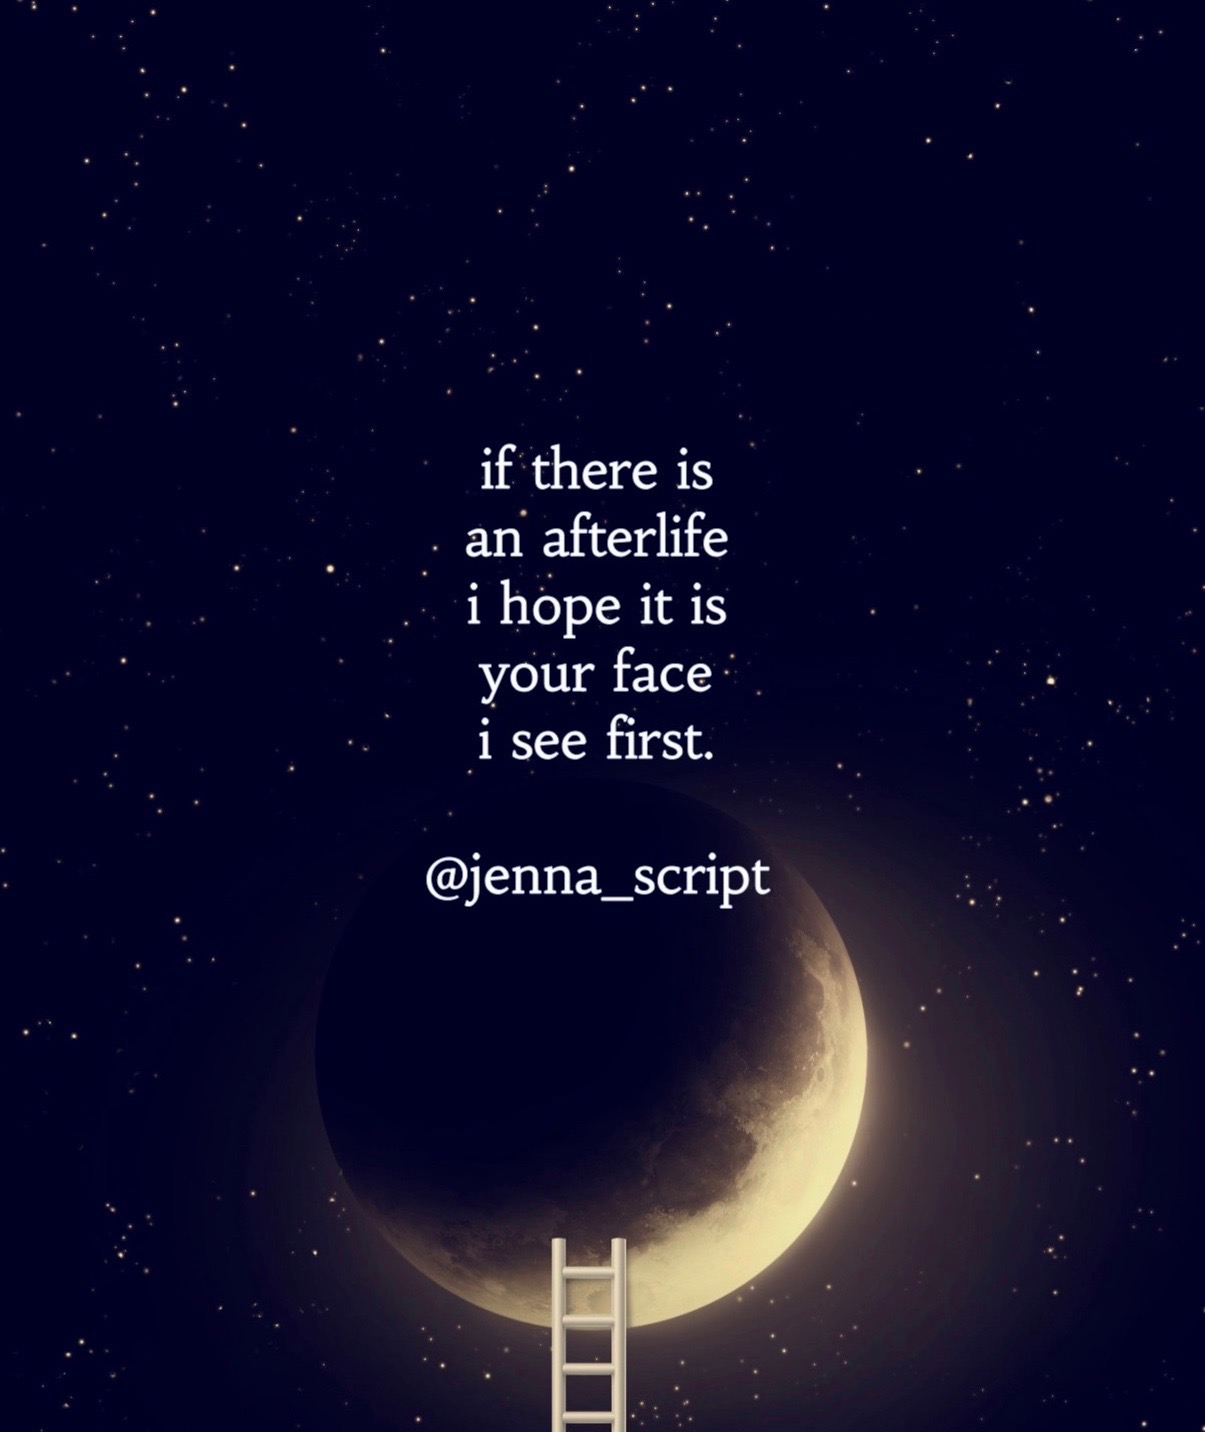 if there is
an afterlife
i hope it is
your face
i see first.
@jenna_script